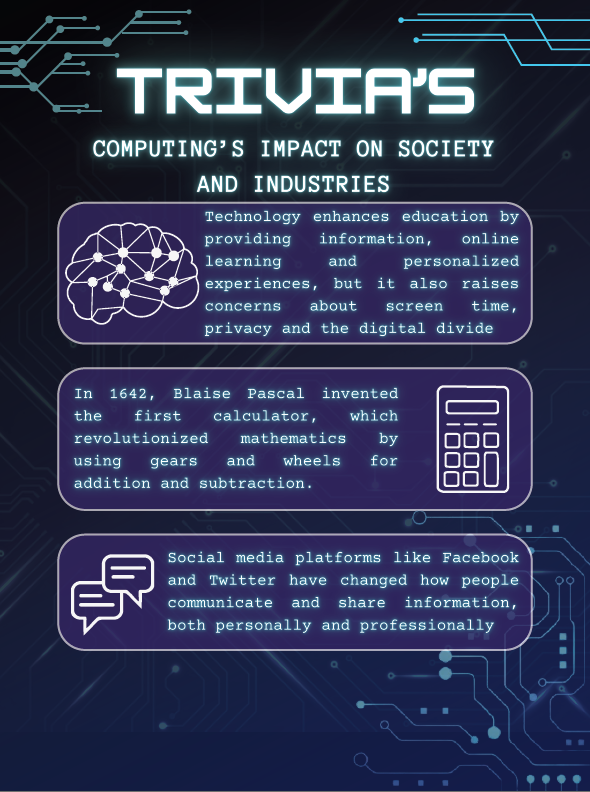 TRIVIA'S
COMPUTING'S IMPACT ON SOCIETY
AND INDUSTRIES
Technology enhances education by
providing information, online
learning and personalized
experiences, but it also raises
concerns about screen time,
privacy and the digital divide
In 1642, Blaise Pascal invented
the first calculator, which
revolutionized mathematics by
using gears and wheels for
addition and subtraction.
Social media platforms like Facebook
and Twitter have changed how people
communicate and share information,
both personally and professionally